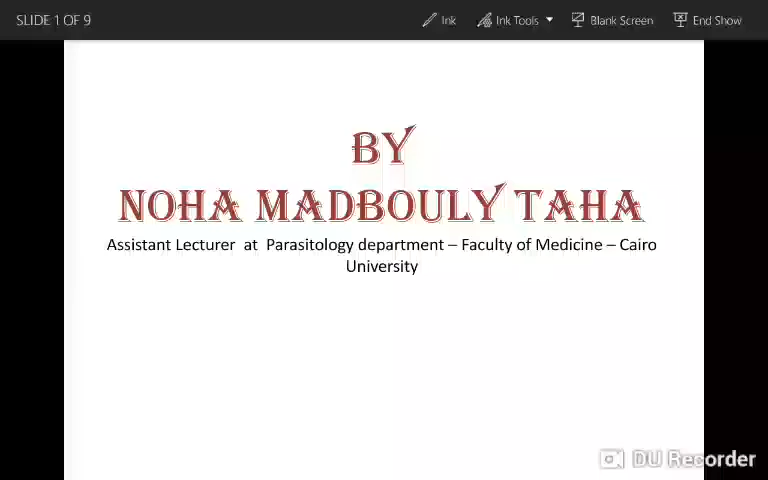 SLIDE 1 OF 9
Ink
Ink Tools
Blank Screen
End Show
BY
NOHA MADBOULY TAHA
Assistant Lecturer at Parasitology department – Faculty of Medicine – Cairo
University
DU Recorder